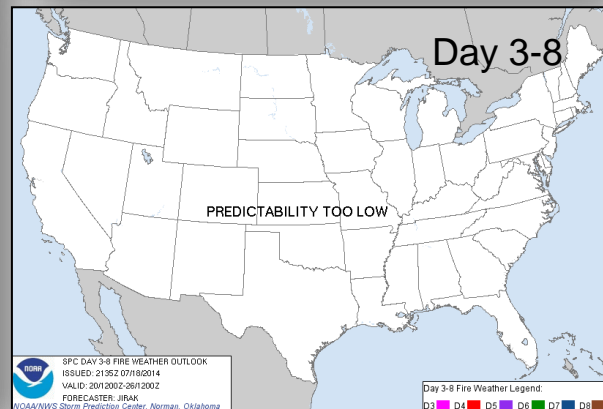 Day 3-8
PREDICTABILITY TOO LOW
NOAA
SPC DAY 3-8 FIRE WEATHER OUTLOOK
ISSUED: 2135Z 07/18/2014
VALID: 20/1200Z-26/1200Z
FORECASTER: JIRAK
NOAA/NWS Storm Prediction Center, Norman, Oklahoma
Day 3-8 Fire Weather Legend:
D3 D4 D5 D6 D7 D8